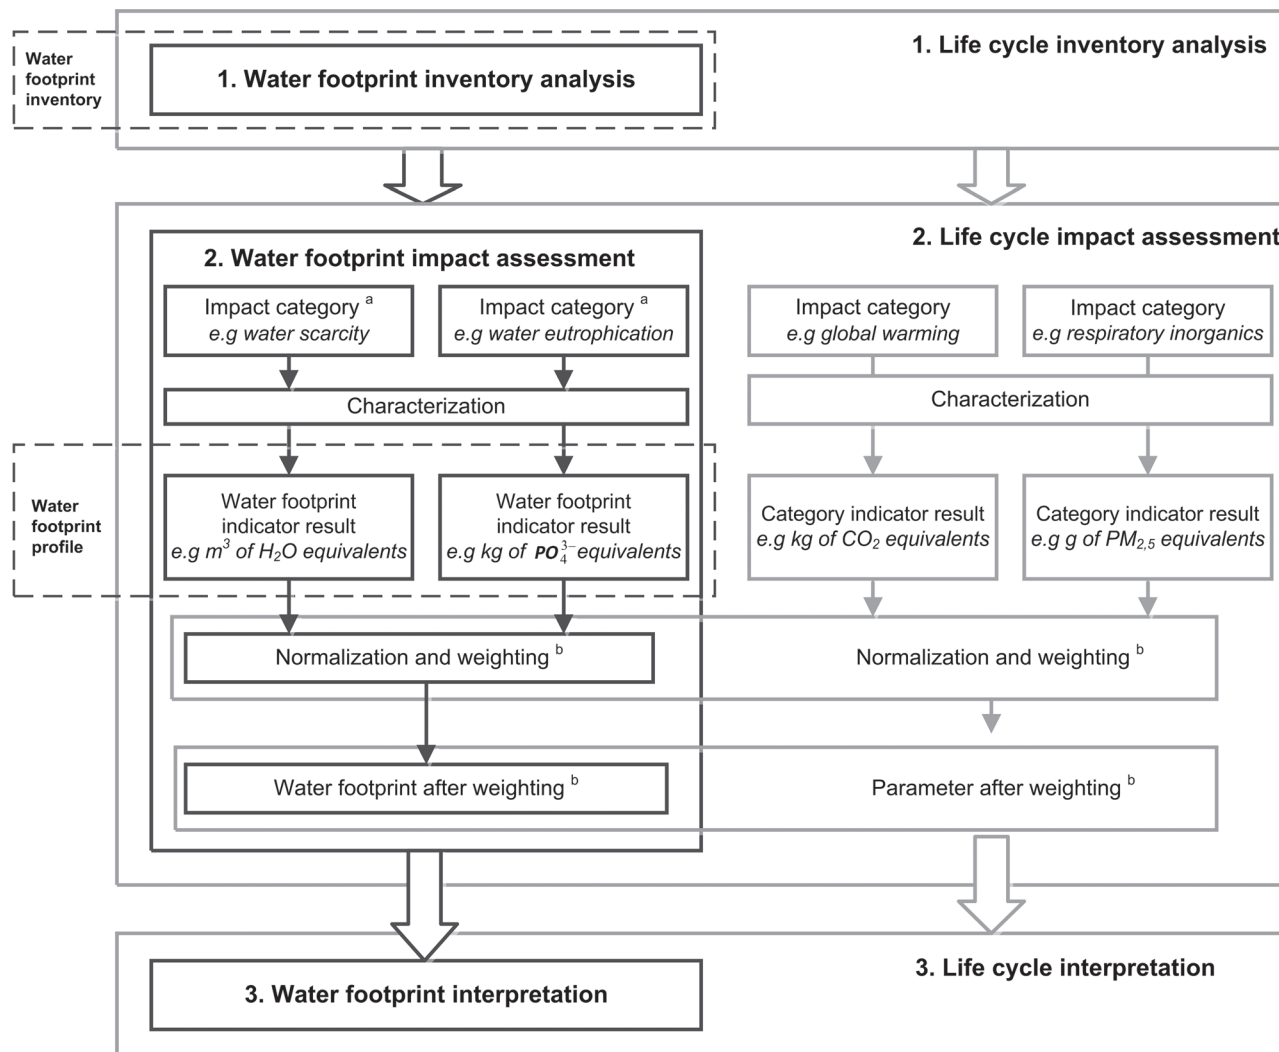 1. Life cycle inventory analysis
Water
footprint
inventory
1. Water footprint inventory analysis
2. Life cycle impact assessment
2. Water footprint impact assessment
Impact category a
e.g water scarcity
Impact category a
e.g water eutrophication
Impact category
e.g global warming
Impact category
e.g respiratory inorganics
Characterization
Characterization
Water
footprint
profile
Water footprint
indicator result
e.g m³ of H₂O equivalents
Water footprint
indicator result
e.g kg of PO₄³⁻ equivalents
Category indicator result
e.g kg of CO₂ equivalents
Category indicator result
e.g g of PM₂,₅ equivalents
Normalization and weighting b
Normalization and weighting b
Water footprint after weighting b
Parameter after weighting b
3. Life cycle interpretation
3. Water footprint interpretation